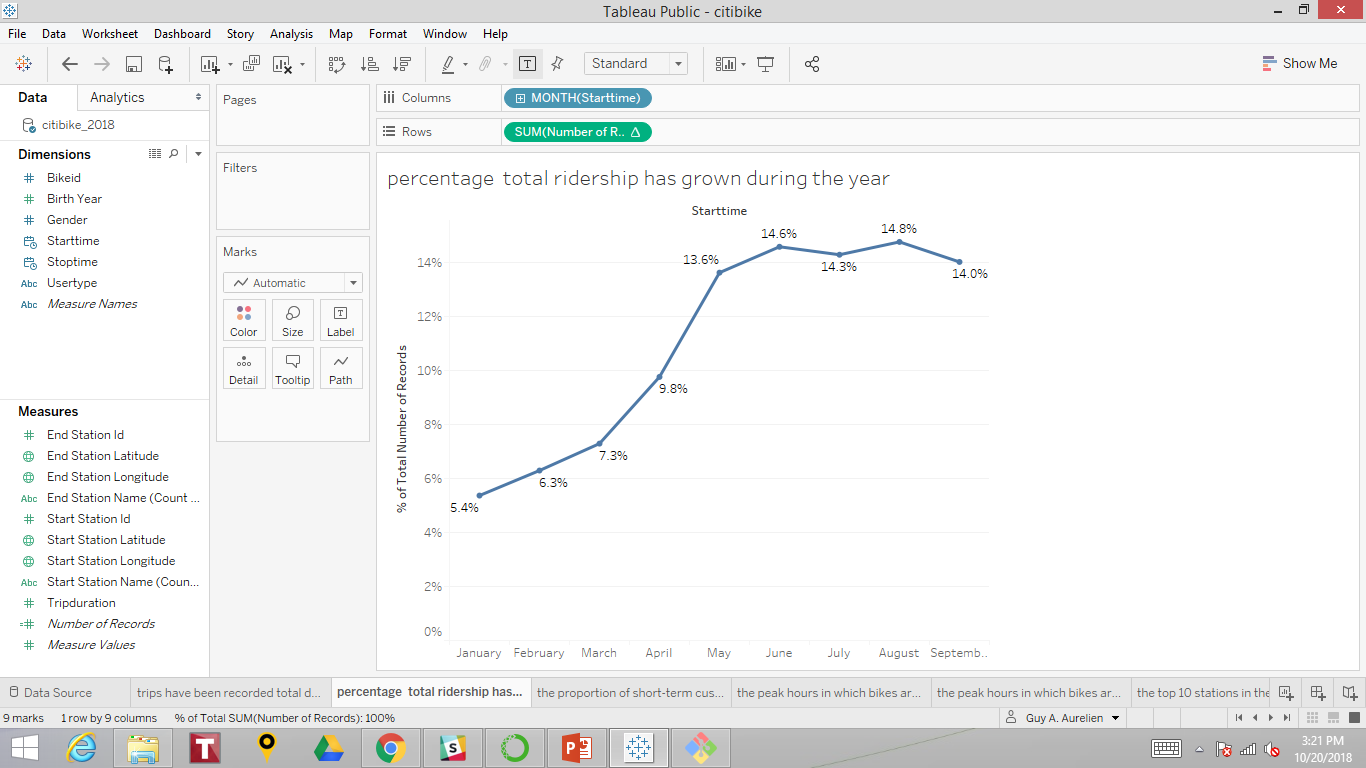 Tableau Public - citibike
File Data Worksheet Dashboard Story Analysis Map Format Window Help
Standard
Show Me
Data Analytics
citibike_2018
Dimensions
Bikeid
Birth Year
Gender
Starttime
Stoptime
Abc Usertype
Abc Measure Names
Measures
End Station Id
End Station Latitude
End Station Longitude
Abc End Station Name (Count ...
Start Station Id
Start Station Latitude
Start Station Longitude
Abc Start Station Name (Coun...
Tripduration
Number of Records
Measure Values
Pages
Filters
Marks
Automatic
Color Size Label
Detail Tooltip Path
Columns MONTH(Starttime)
Rows SUM(Number of R.. Δ
percentage  total ridership has grown during the year
Starttime
% of Total Number of Records
14%
12%
10%
8%
6%
4%
2%
0%
5.4%
6.3%
7.3%
9.8%
13.6%
14.6%
14.3%
14.8%
14.0%
January February March April May June July August Septemb..
Data Source trips have been recorded total d... percentage  total ridership has... the proportion of short-term cus... the peak hours in which bikes ar... the peak hours in which bikes ar... the top 10 stations in the
9 marks 1 row by 9 columns % of Total SUM(Number of Records): 100% Guy A. Aurelien
3:21 PM
10/20/2018